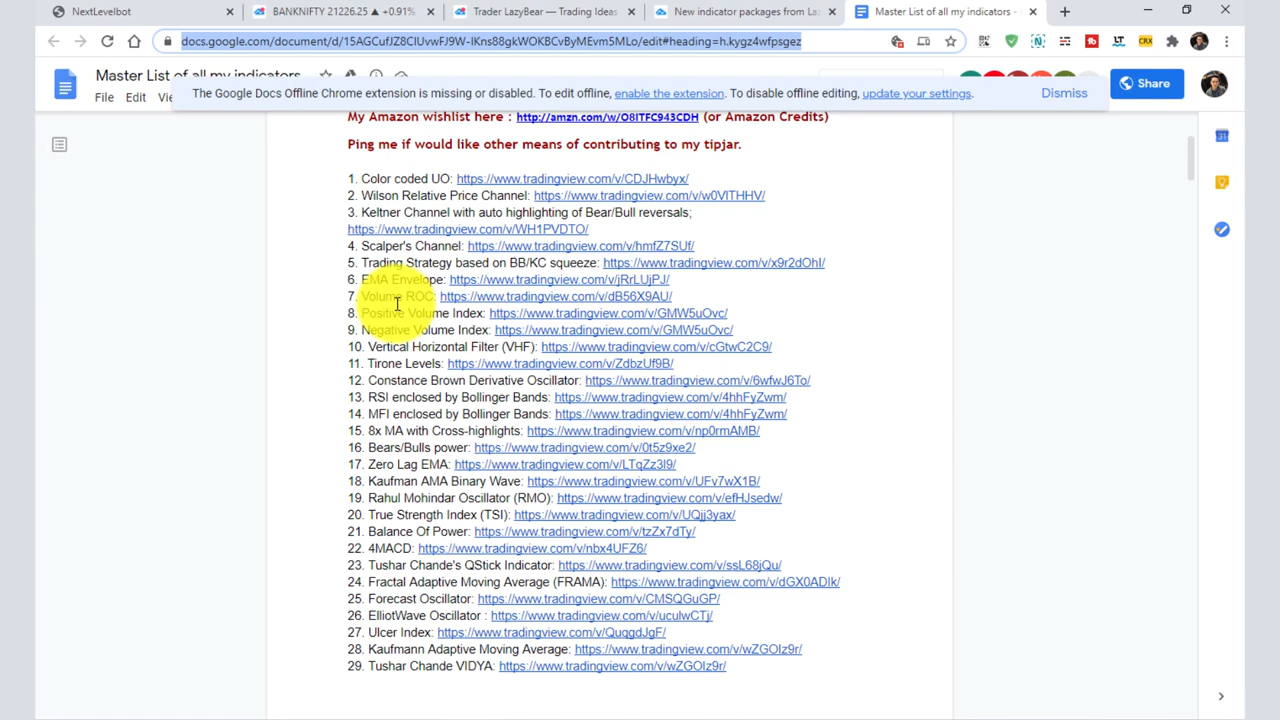 NextLevelbot
BANKNIFTY 21226.25 ▲ +0.91%
Trader LazyBear — Trading Ideas
New indicator packages from Laz
Master List of all my indicators -
docs.google.com/document/d/15AGCufJZ8CIUvwFJ9W-IKns88gkWOKBCvByMEvm5MLo/edit#heading=h.kygz4wfpsgez
Master List of all my indicators
File Edit
The Google Docs Offline Chrome extension is missing or disabled. To edit offline, enable the extension. To disable offline editing, update your settings.
Dismiss
Share
My Amazon wishlist here : http://amzn.com/w/O8ITFC943CDH (or Amazon Credits)
Ping me if would like other means of contributing to my tipjar.
1. Color coded UO: https://www.tradingview.com/v/CDJHwbyx/
2. Wilson Relative Price Channel: https://www.tradingview.com/v/w0VITHHV/
3. Keltner Channel with auto highlighting of Bear/Bull reversals;
https://www.tradingview.com/v/WH1PVDTO/
4. Scalper's Channel: https://www.tradingview.com/v/hmfZ7SUf/
5. Trading Strategy based on BB/KC squeeze: https://www.tradingview.com/v/x9r2dOhI/
6. EMA Envelope: https://www.tradingview.com/v/jRrLUjPJ/
7. Volume ROC: https://www.tradingview.com/v/dB56X9AU/
8. Positive Volume Index: https://www.tradingview.com/v/GMW5uOvc/
9. Negative Volume Index: https://www.tradingview.com/v/GMW5uOvc/
10. Vertical Horizontal Filter (VHF): https://www.tradingview.com/v/cGtwC2C9/
11. Tirone Levels: https://www.tradingview.com/v/ZdbzUf9B/
12. Constance Brown Derivative Oscillator: https://www.tradingview.com/v/6wfwJ6To/
13. RSI enclosed by Bollinger Bands: https://www.tradingview.com/v/4hhFyZwm/
14. MFI enclosed by Bollinger Bands: https://www.tradingview.com/v/4hhFyZwm/
15. 8x MA with Cross-highlights: https://www.tradingview.com/v/np0rmAMB/
16. Bears/Bulls power: https://www.tradingview.com/v/0t5z9xe2/
17. Zero Lag EMA: https://www.tradingview.com/v/LTqZz3l9/
18. Kaufman AMA Binary Wave: https://www.tradingview.com/v/UFv7wX1B/
19. Rahul Mohindar Oscillator (RMO): https://www.tradingview.com/v/efHJsedw/
20. True Strength Index (TSI): https://www.tradingview.com/v/UQjj3yax/
21. Balance Of Power: https://www.tradingview.com/v/tzZx7dTy/
22. 4MACD: https://www.tradingview.com/v/nbx4UFZ6/
23. Tushar Chande's QStick Indicator: https://www.tradingview.com/v/ssL68jQu/
24. Fractal Adaptive Moving Average (FRAMA): https://www.tradingview.com/v/dGX0ADIk/
25. Forecast Oscillator: https://www.tradingview.com/v/CMSQGuGP/
26. ElliotWave Oscillator : https://www.tradingview.com/v/uculwCTj/
27. Ulcer Index: https://www.tradingview.com/v/QuqgdJgF/
28. Kaufmann Adaptive Moving Average: https://www.tradingview.com/v/wZGOIz9r/
29. Tushar Chande VIDYA: https://www.tradingview.com/v/wZGOIz9r/